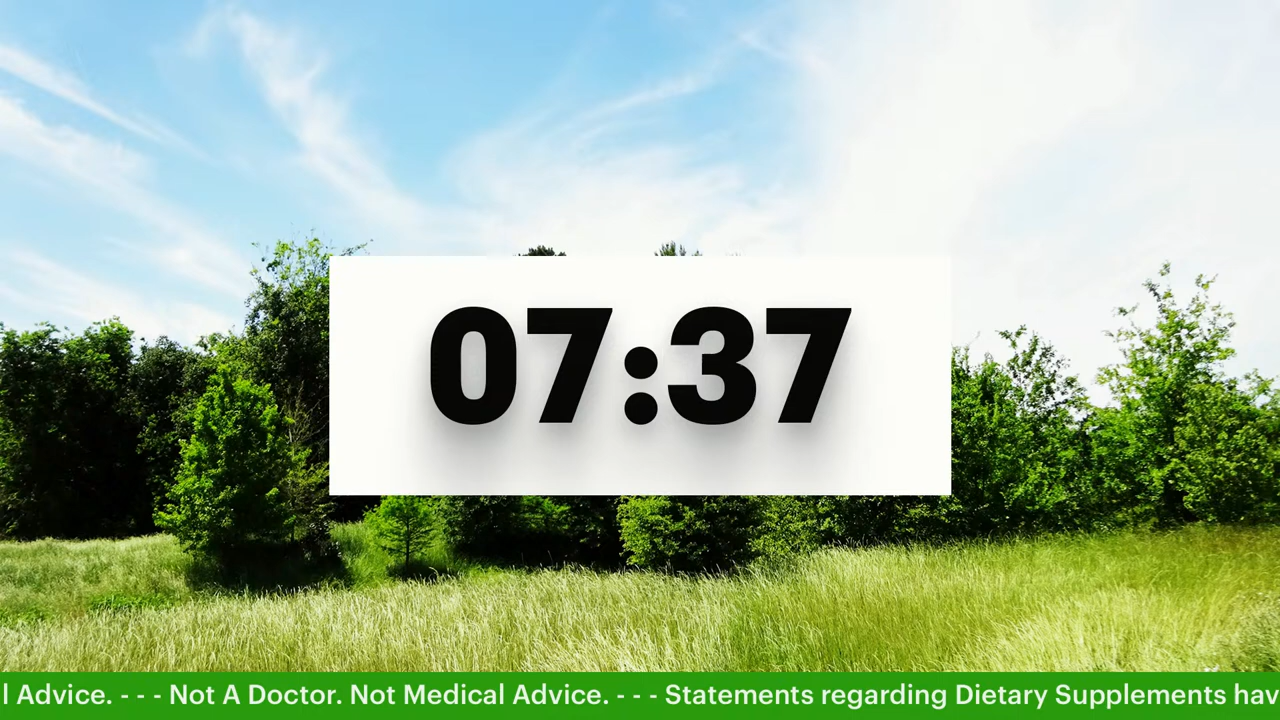 07:37
l Advice. - - - Not A Doctor. Not Medical Advice. - - - Statements regarding Dietary Supplements hav